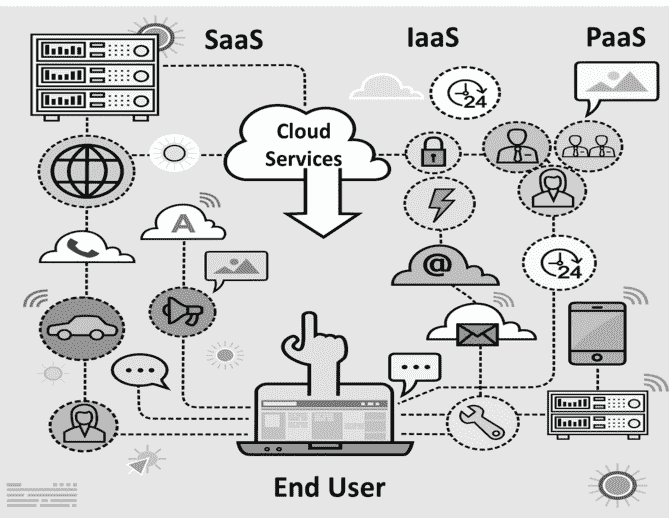 SaaS
IaaS
PaaS
Cloud
Services
24
A
@
24
End User